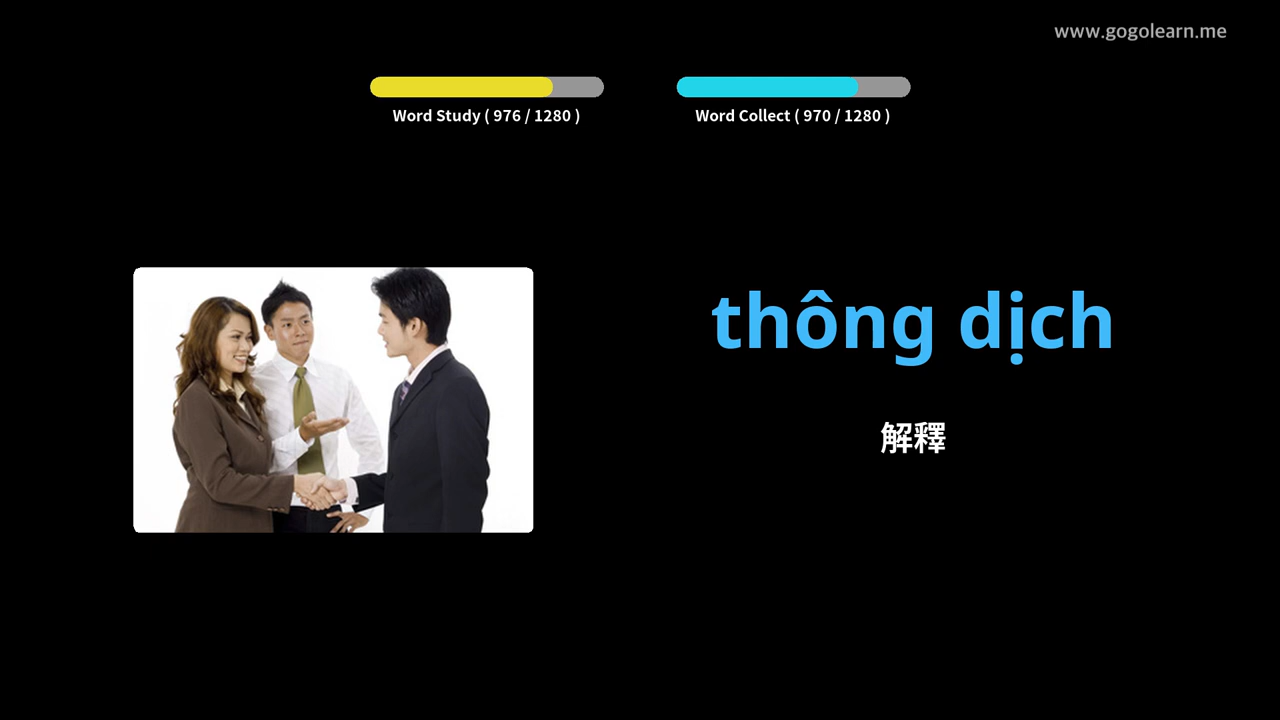 www.gogolearn.me
Word Study ( 976 / 1280 )
Word Collect ( 970 / 1280 )
thông dịch
解釋